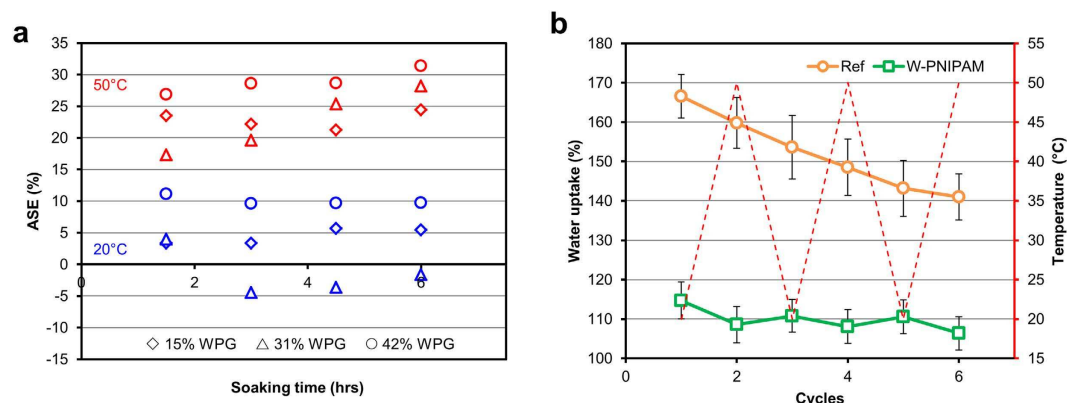 a
ASE (%)
35
30
25
20
15
10
5
0
-5
-10
-15
50°C
20°C
0
2
4
6
15% WPG
31% WPG
42% WPG
Soaking time (hrs)
b
Water uptake (%)
180
170
160
150
140
130
120
110
100
Ref
W-PNIPAM
55
50
45
40
35
30
25
20
15
Temperature (°C)
0
2
4
6
Cycles